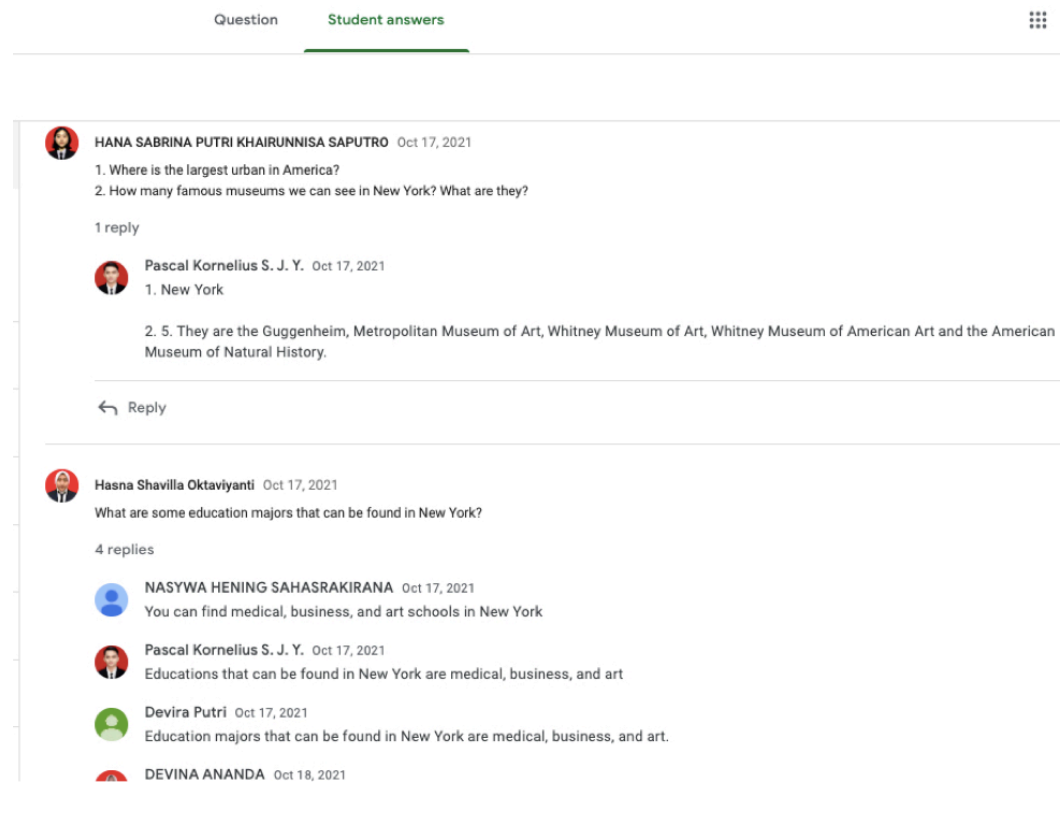 Question
Student answers
HANA SABRINA PUTRI KHAIRUNNISA SAPUTRO Oct 17, 2021
1. Where is the largest urban in America?
2. How many famous museums we can see in New York? What are they?
1 reply
Pascal Kornelius S. J. Y. Oct 17, 2021
1. New York
2. 5. They are the Guggenheim, Metropolitan Museum of Art, Whitney Museum of Art, Whitney Museum of American Art and the American
Museum of Natural History.
Reply
Hasna Shavilla Oktaviyanti Oct 17, 2021
What are some education majors that can be found in New York?
4 replies
NASYWA HENING SAHASRAKIRANA Oct 17, 2021
You can find medical, business, and art schools in New York
Pascal Kornelius S. J. Y. Oct 17, 2021
Educations that can be found in New York are medical, business, and art
Devira Putri Oct 17, 2021
Education majors that can be found in New York are medical, business, and art.
DEVINA ANANDA Oct 18, 2021